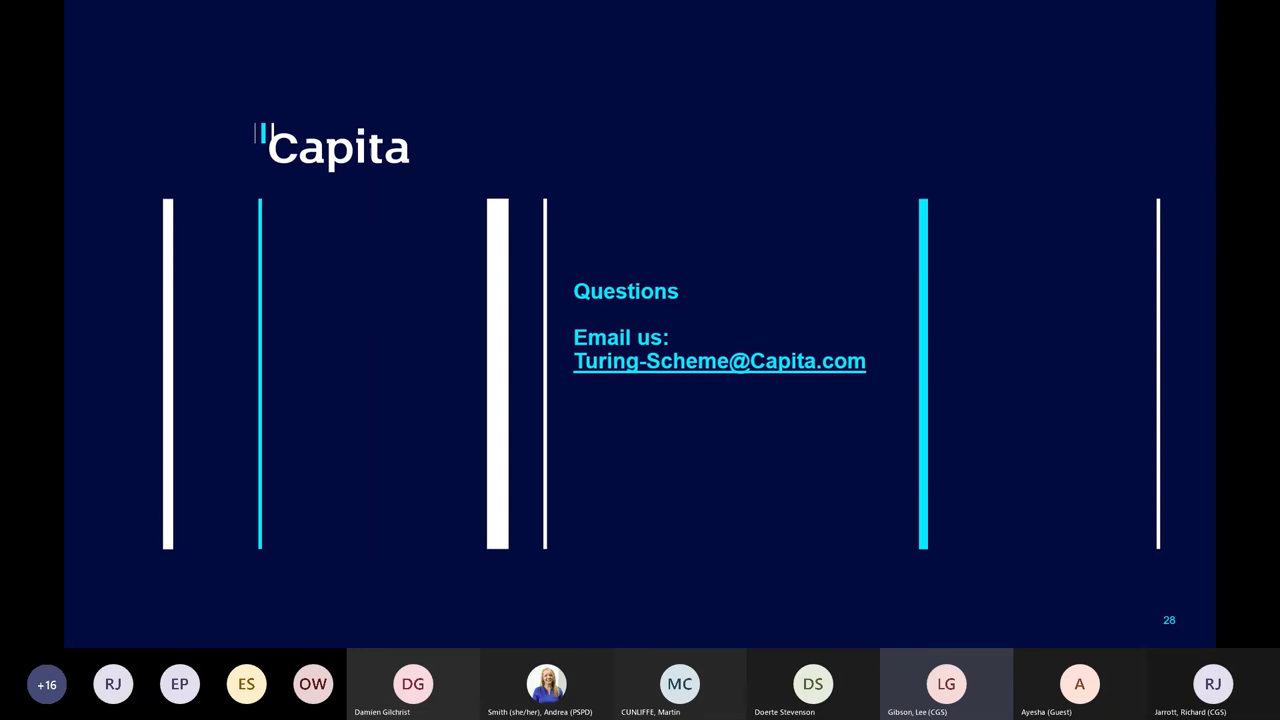 Capita
Questions
Email us:
Turing-Scheme@Capita.com
28
+16
RJ
EP
ES
OW
DG
MC
DS
LG
A
RJ
Damien Gilchrist
Smith (she/her), Andrea (PSPD)
CUNLIFFE, Martin
Doerte Stevenson
Gibson, Lee (CGS)
Ayesha (Guest)
Jarrott, Richard (CGS)